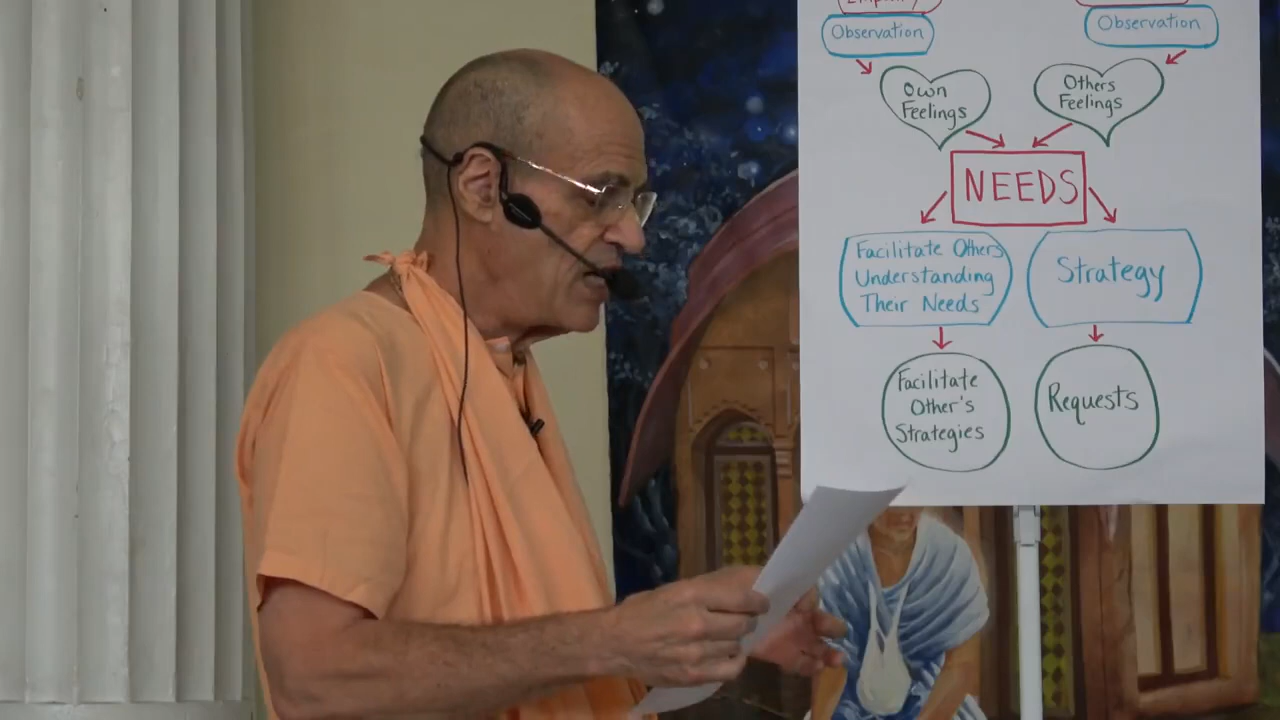 Observation
Observation
Own
Feelings
Others
Feelings
NEEDS
Facilitate Others
Understanding
Their Needs
Strategy
Facilitate
Other's
Strategies
Requests